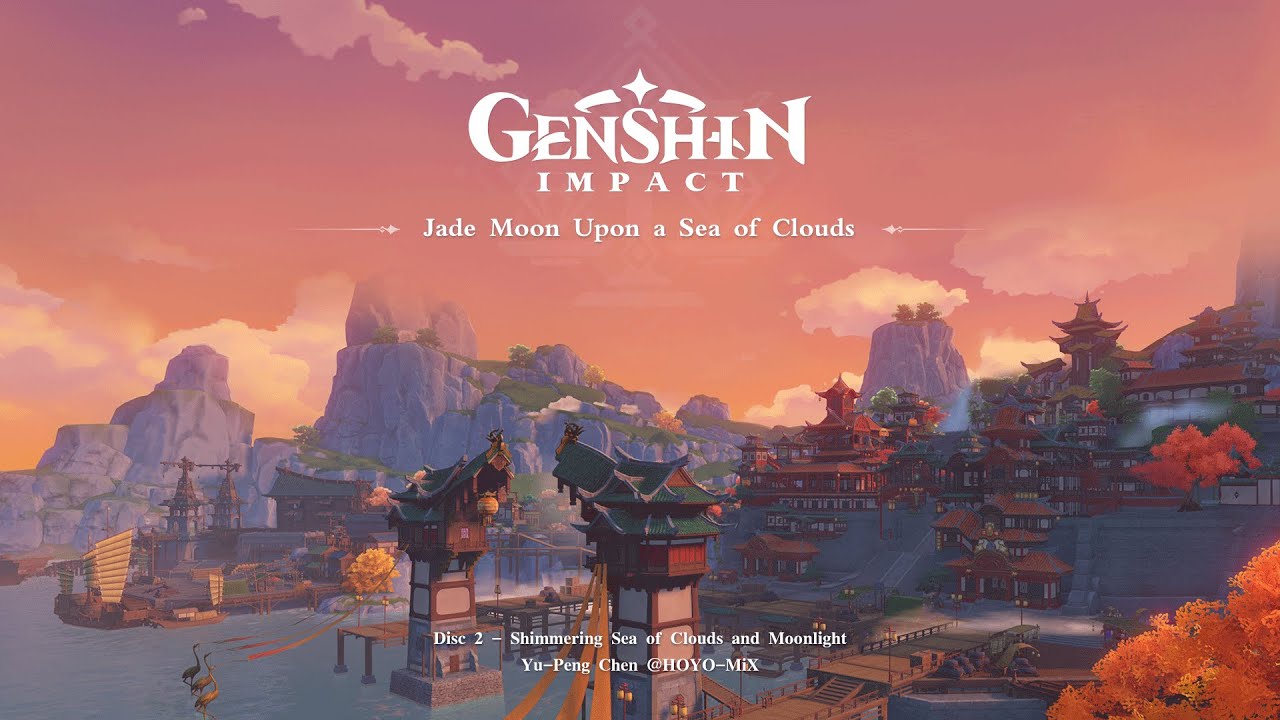 GENSHIN
IMPACT
Jade Moon Upon a Sea of Clouds
Disc 2 – Shimmering Sea of Clouds and Moonlight
Yu-Peng Chen @HOYO-MiX